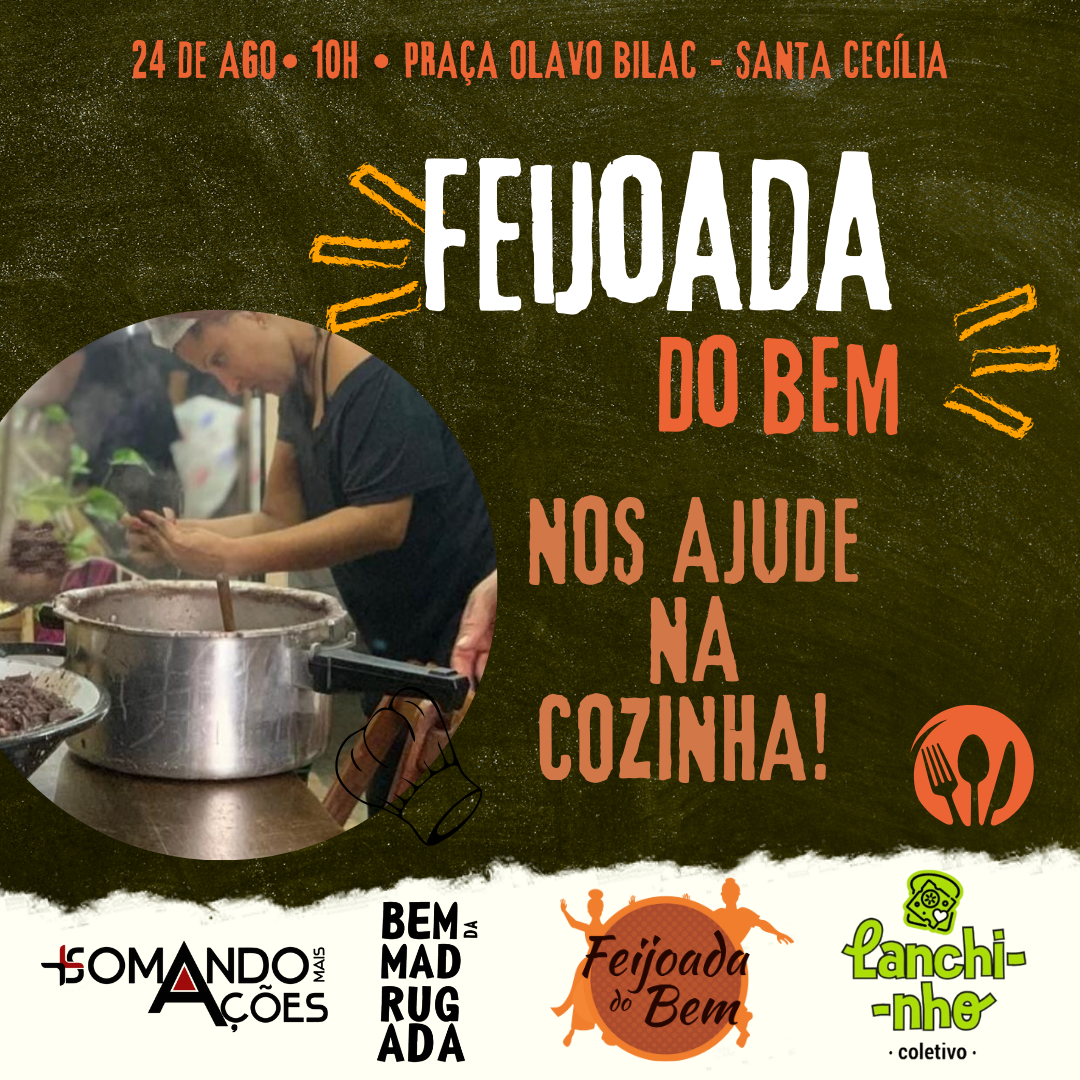 24 DE AGO • 10H • PRAÇA OLAVO BILAC - SANTA CECÍLIA
FEIJOADA
DO BEM
NOS AJUDE
NA
COZINHA!
SOMANDO MAIS
AÇÕES
BEM DA
MAD
RUG
ADA
Feijoada
do Bem
Lanchi-
-nho
· coletivo ·